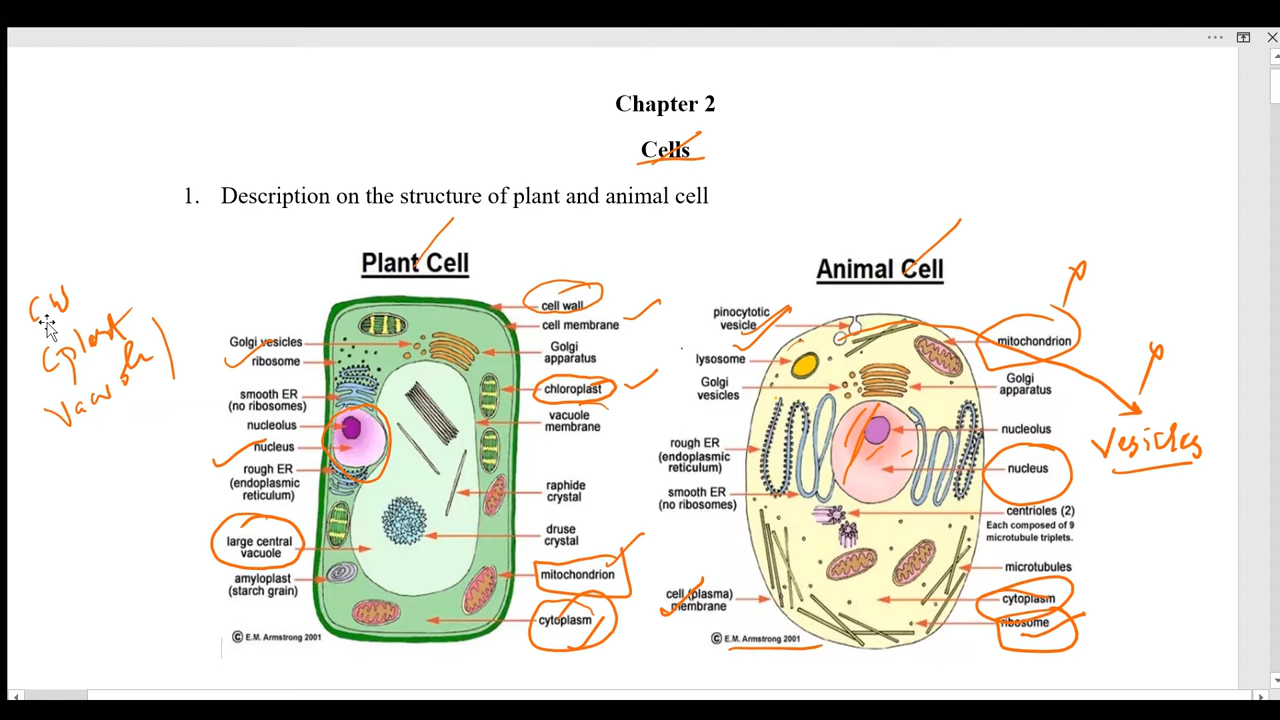 Chapter 2
Cells
1. Description on the structure of plant and animal cell
Plant Cell
cell wall
cell membrane
Golgi vesicles
ribosome
Golgi
apparatus
smooth ER
(no ribosomes)
chloroplast
nucleolus
vacuole
membrane
nucleus
rough ER
(endoplasmic
reticulum)
raphide
crystal
large central
vacuole
druse
crystal
amyloplast
(starch grain)
mitochondrion
cytoplasm
© E.M. Armstrong 2001
CW
Cplast
Vacuole
Animal Cell
pinocytotic
vesicle
mitochondrion
lysosome
Golgi
vesicles
Golgi
apparatus
nucleolus
rough ER
(endoplasmic
reticulum)
nucleus
smooth ER
(no ribosomes)
centrioles (2)
Each composed of 9
microtubule triplets.
microtubules
cell (plasma)
membrane
cytoplasm
ribosome
© E.M. Armstrong 2001
Vesicles